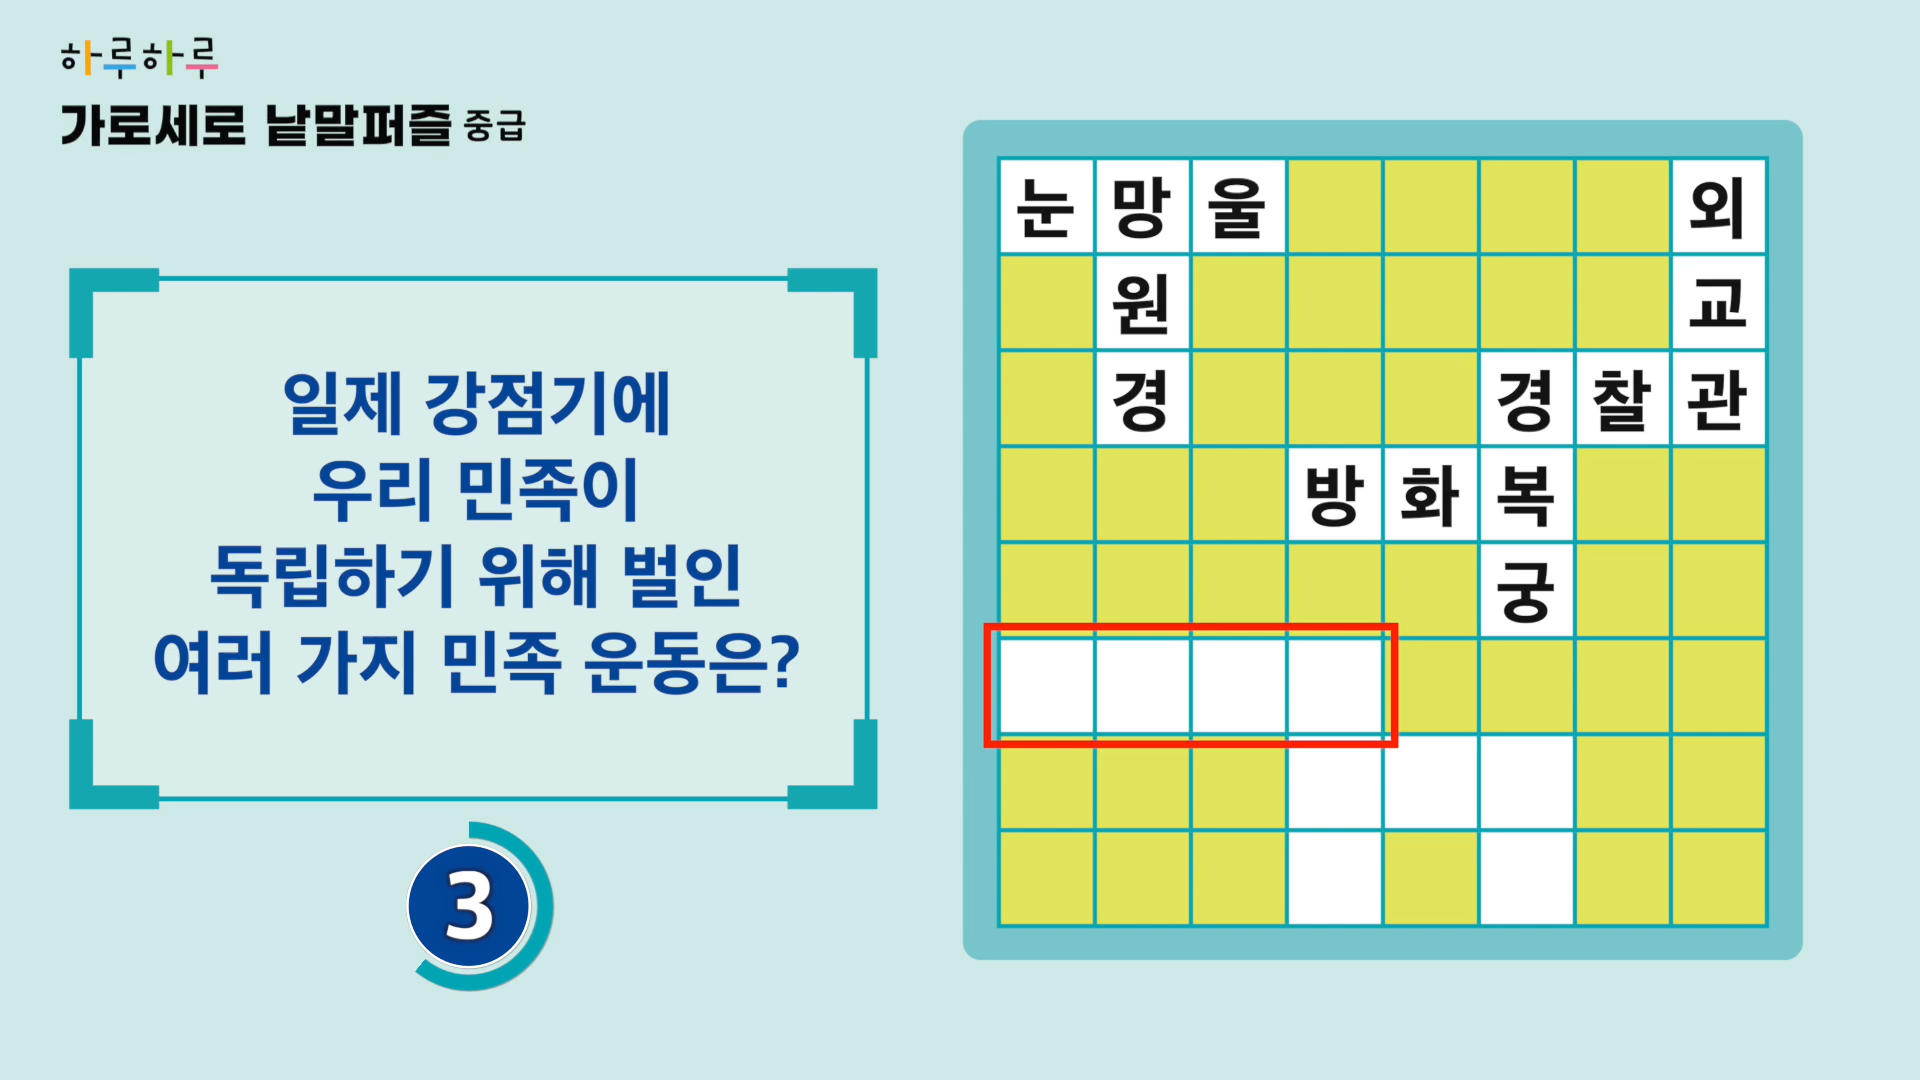 하루하루
가로세로 낱말퍼즐 중급
일제 강점기에
우리 민족이
독립하기 위해 벌인
여러 가지 민족 운동은?
3
눈 망 울 외
원 교
경 경 찰 관
방 화 복
궁